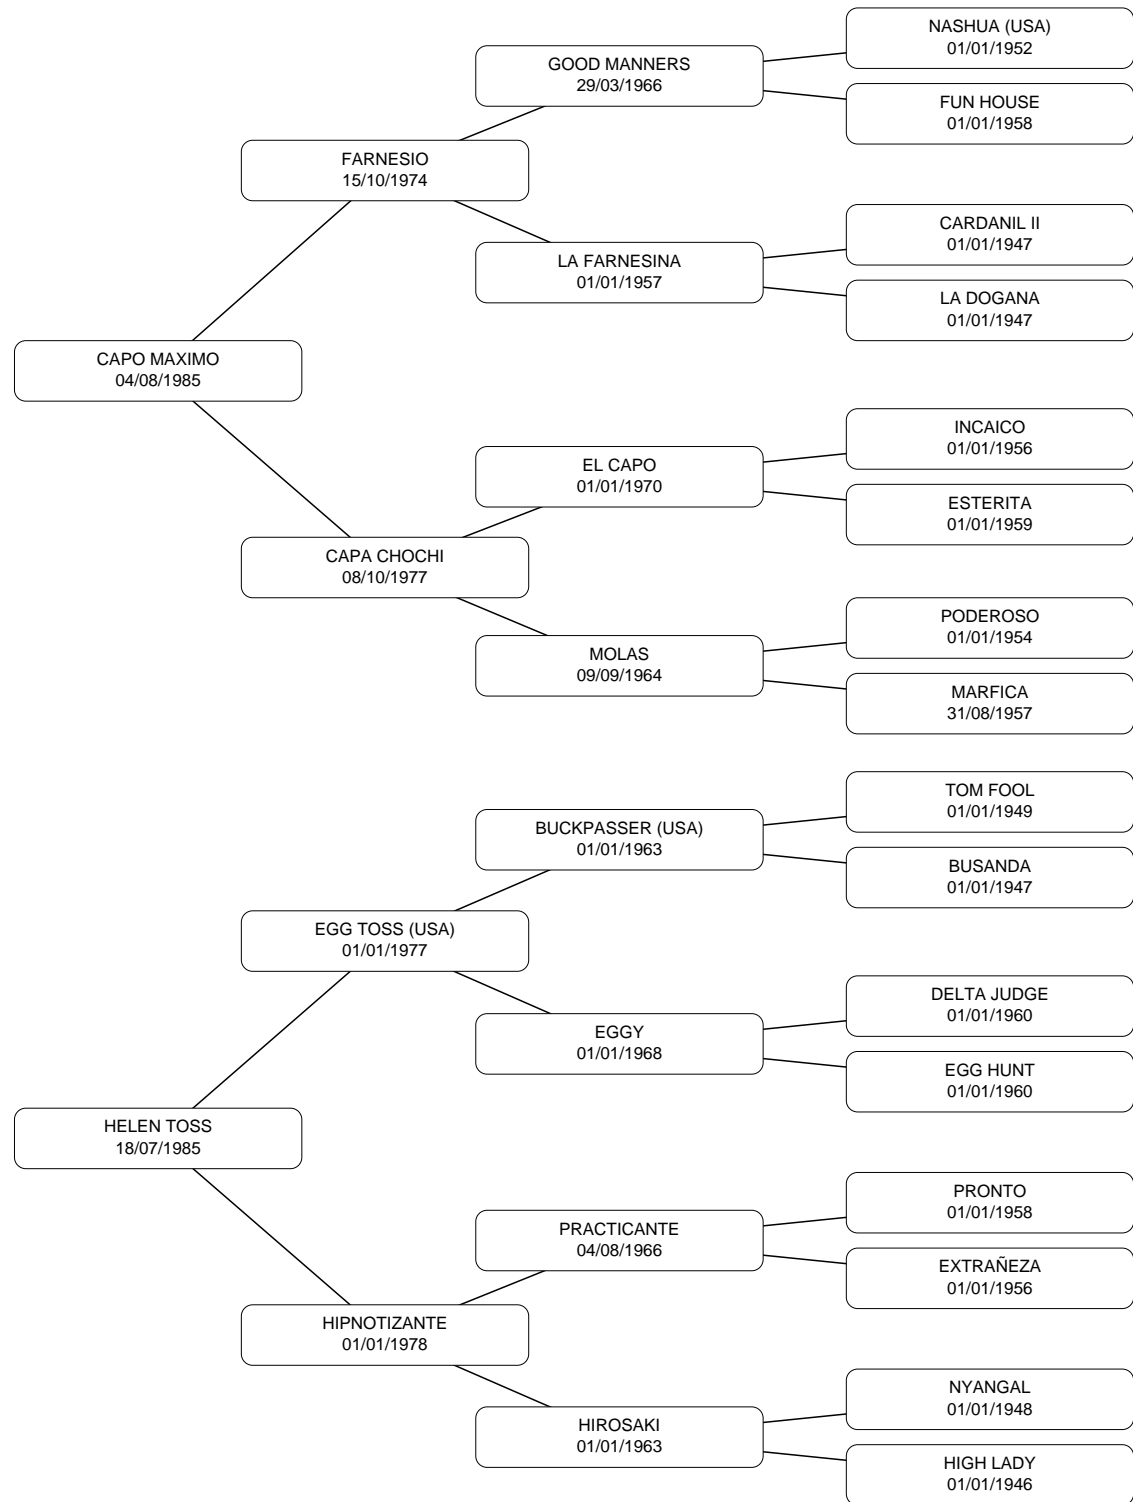 NASHUA (USA)
01/01/1952
GOOD MANNERS
29/03/1966
FUN HOUSE
01/01/1958
FARNESIO
15/10/1974
CARDANIL II
01/01/1947
LA FARNESINA
01/01/1957
LA DOGANA
01/01/1947
CAPO MAXIMO
04/08/1985
INCAICO
01/01/1956
EL CAPO
01/01/1970
ESTERITA
01/01/1959
CAPA CHOCHI
08/10/1977
PODEROSO
01/01/1954
MOLAS
09/09/1964
MARFICA
31/08/1957
TOM FOOL
01/01/1949
BUCKPASSER (USA)
01/01/1963
BUSANDA
01/01/1947
EGG TOSS (USA)
01/01/1977
DELTA JUDGE
01/01/1960
EGGY
01/01/1968
EGG HUNT
01/01/1960
HELEN TOSS
18/07/1985
PRONTO
01/01/1958
PRACTICANTE
04/08/1966
EXTRAÑEZA
01/01/1956
HIPNOTIZANTE
01/01/1978
NYANGAL
01/01/1948
HIROSAKI
01/01/1963
HIGH LADY
01/01/1946